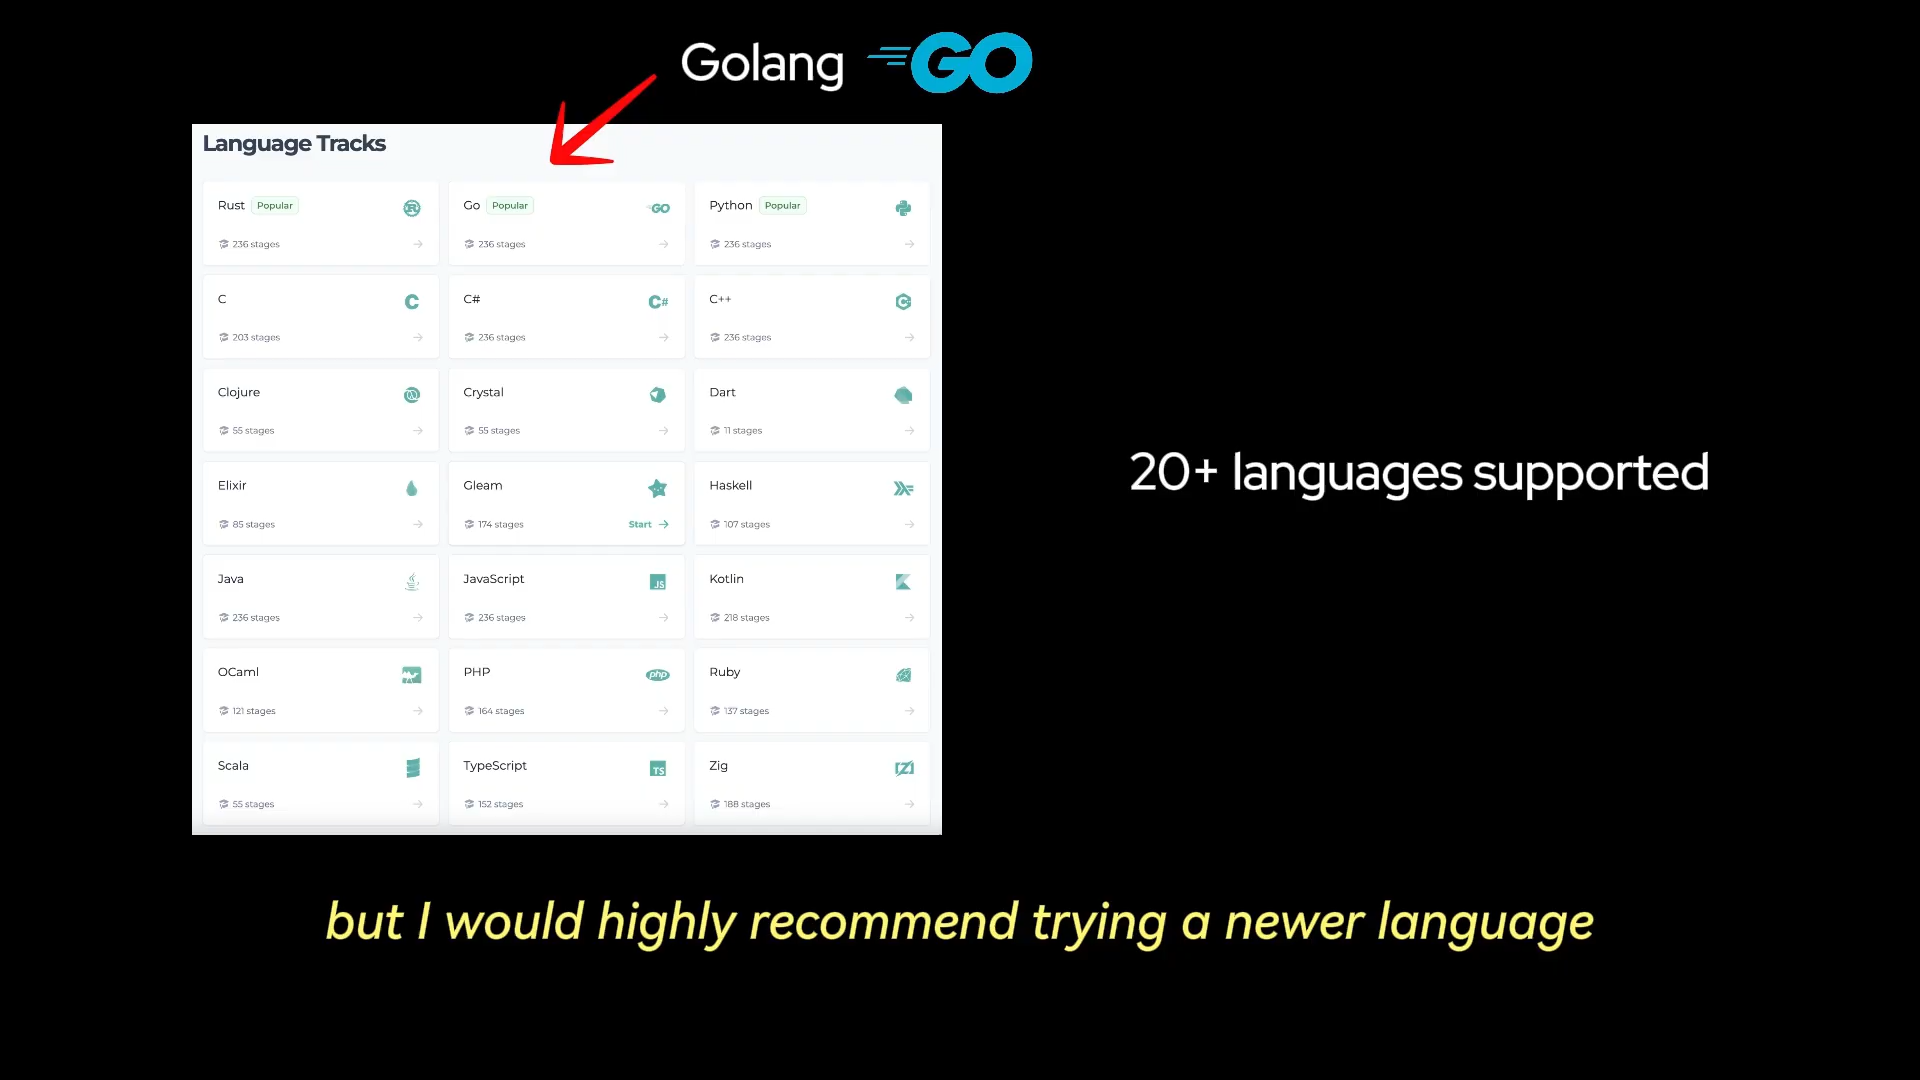 Golang GO
Language Tracks
Rust Popular
236 stages
Go Popular
GO
236 stages
Python Popular
236 stages
C
C
203 stages
C#
C#
236 stages
C++
C
236 stages
Clojure
55 stages
Crystal
55 stages
Dart
11 stages
Elixir
85 stages
Gleam
174 stages
Start
Haskell
107 stages
Java
236 stages
JavaScript
JS
236 stages
Kotlin
218 stages
OCaml
121 stages
PHP
php
164 stages
Ruby
137 stages
Scala
55 stages
TypeScript
TS
152 stages
Zig
Z
188 stages
20+ languages supported
but I would highly recommend trying a newer language